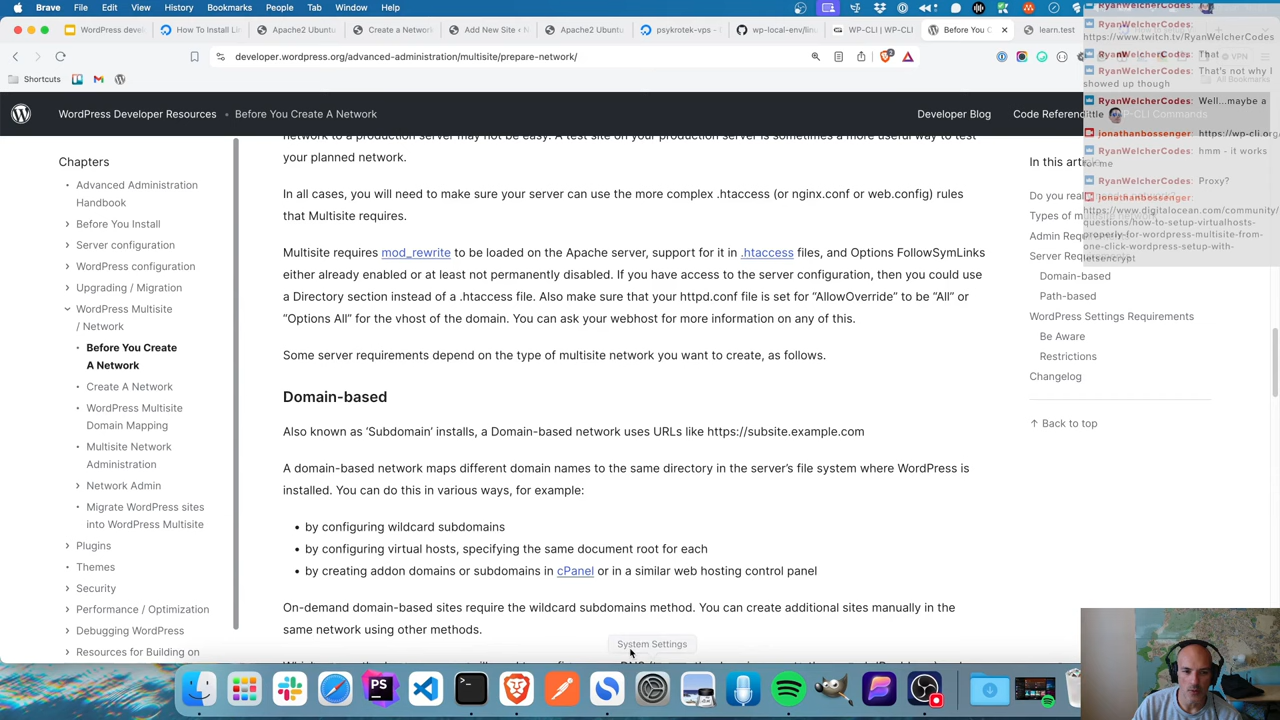 Brave File Edit View History Bookmarks People Tab Window Help
WordPress devel
How To Install Li
Apache2 Ubuntu
Create a Network
Add New Site
Apache2 Ubuntu
psykrotek-vps
wp-local-env/lin
WP-CLI | WP-CLI
Before You C
learn.test
developer.wordpress.org/advanced-administration/multisite/prepare-network/
VPN
Shortcuts
All Bookmarks
WordPress Developer Resources • Before You Create A Network
Developer Blog
Code Reference
WP-CLI Commands
RyanWelcherCodes:
https://www.twitch.tv/RyanWelcherCodes
RyanWelcherCodes: That
RyanWelcherCodes: That's not why I
showed up though
RyanWelcherCodes: Well...maybe a
little
jonathanbossenger: https://wp-cli.org
RyanWelcherCodes: hmm - it works
for me
RyanWelcherCodes: Proxy?
jonathanbossenger:
https://www.digitalocean.com/community/
questions/how-to-setup-virtualhosts-
properly-for-wordpress-multisite-from-
one-click-wordpress-setup-with-
letsencrypt
Chapters
Advanced Administration
Handbook
Before You Install
Server configuration
WordPress configuration
Upgrading / Migration
WordPress Multisite
/ Network
Before You Create
A Network
Create A Network
WordPress Multisite
Domain Mapping
Multisite Network
Administration
Network Admin
Migrate WordPress sites
into WordPress Multisite
Plugins
Themes
Security
Performance / Optimization
Debugging WordPress
Resources for Building on
network to a production server may not be easy. A test site on your production server is sometimes a more useful way to test
your planned network.
In all cases, you will need to make sure your server can use the more complex .htaccess (or nginx.conf or web.config) rules
that Multisite requires.
Multisite requires mod_rewrite to be loaded on the Apache server, support for it in .htaccess files, and Options FollowSymLinks
either already enabled or at least not permanently disabled. If you have access to the server configuration, then you could use
a Directory section instead of a .htaccess file. Also make sure that your httpd.conf file is set for “AllowOverride” to be “All” or
“Options All” for the vhost of the domain. You can ask your webhost for more information on any of this.
Some server requirements depend on the type of multisite network you want to create, as follows.
Domain-based
Also known as ‘Subdomain’ installs, a Domain-based network uses URLs like https://subsite.example.com
A domain-based network maps different domain names to the same directory in the server’s file system where WordPress is
installed. You can do this in various ways, for example:
• by configuring wildcard subdomains
• by configuring virtual hosts, specifying the same document root for each
• by creating addon domains or subdomains in cPanel or in a similar web hosting control panel
On-demand domain-based sites require the wildcard subdomains method. You can create additional sites manually in the
same network using other methods.
In this article
Do you really
Types of
Admin Requ
Server Requ
Domain-based
Path-based
WordPress Settings Requirements
Be Aware
Restrictions
Changelog
↑ Back to top
System Settings
PS